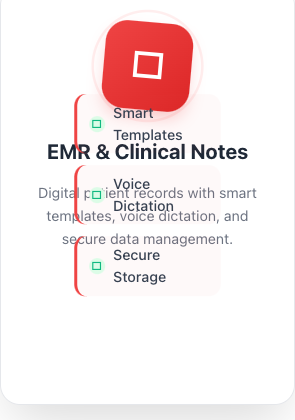 Smart
Templates
EMR & Clinical Notes
Voice
Dictation
Digital patient records with smart
templates, voice dictation, and
secure data management.
Secure
Storage